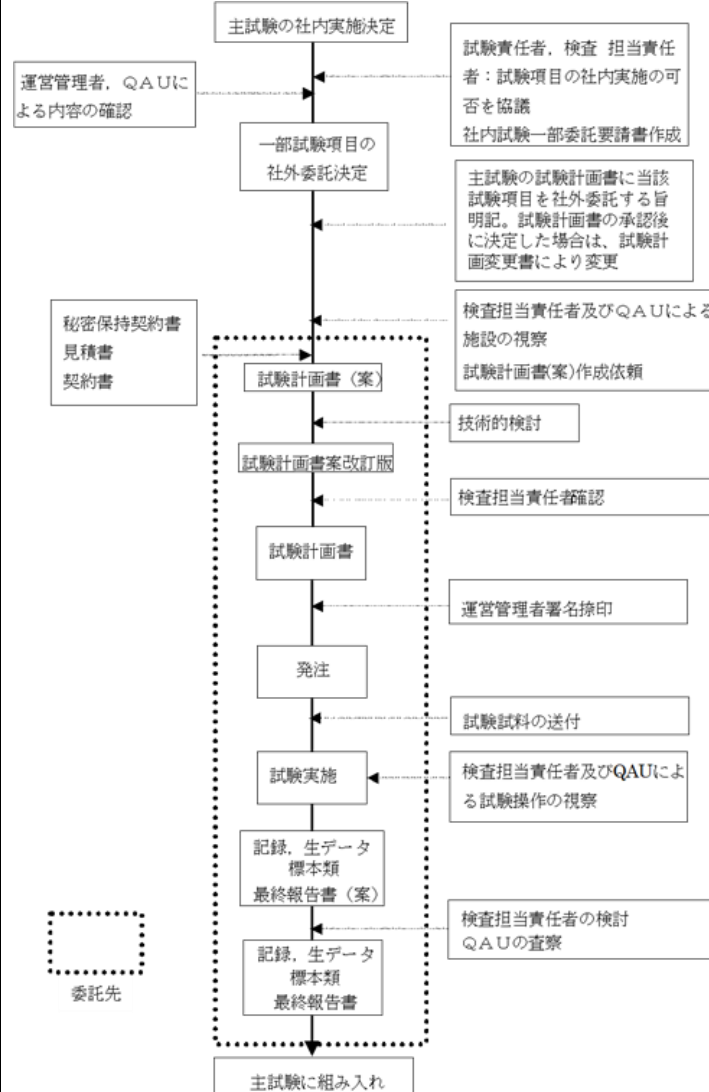 主試験の社内実施決定
試験責任者，検査 担当責任
者：試験項目の社内実施の可
否を協議
社内試験一部委託要請書作成
運営管理者，ＱＡＵに
よる内容の確認
一部試験項目の
社外委託決定
主試験の試験計画書に当該
試験項目を社外委託する旨
明記。試験計画書の承認後
に決定した場合は、試験計
画変更書により変更
検査担当責任者及びＱＡＵによる
施設の視察
試験計画書(案)作成依頼
秘密保持契約書
見積書
契約書
試験計画書（案）
技術的検討
試験計画書案改訂版
検査担当責任者確認
試験計画書
運営管理者署名捺印
発注
試験試料の送付
試験実施
検査担当責任者及びQAUによ
る試験操作の視察
記録，生データ
標本類
最終報告書（案）
検査担当責任者の検討
ＱＡＵの査察
記録，生データ
標本類
最終報告書
委託先
主試験に組み入れ